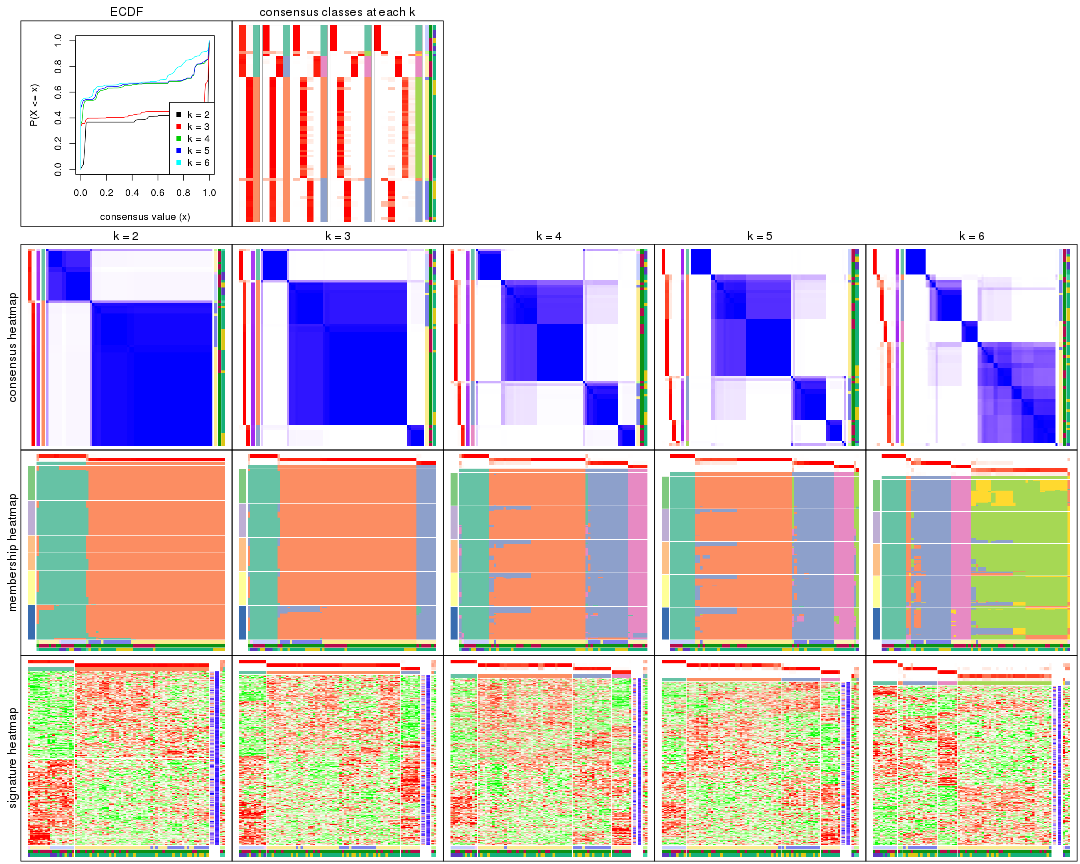 ECDF
consensus classes at each k
P(X <= x)
0.0
0.2
0.4
0.6
0.8
1.0
k = 2
k = 3
k = 4
k = 5
k = 6
0.0 0.2 0.4 0.6 0.8 1.0
consensus value (x)
k = 2
k = 3
k = 4
k = 5
k = 6
consensus heatmap
membership heatmap
signature heatmap